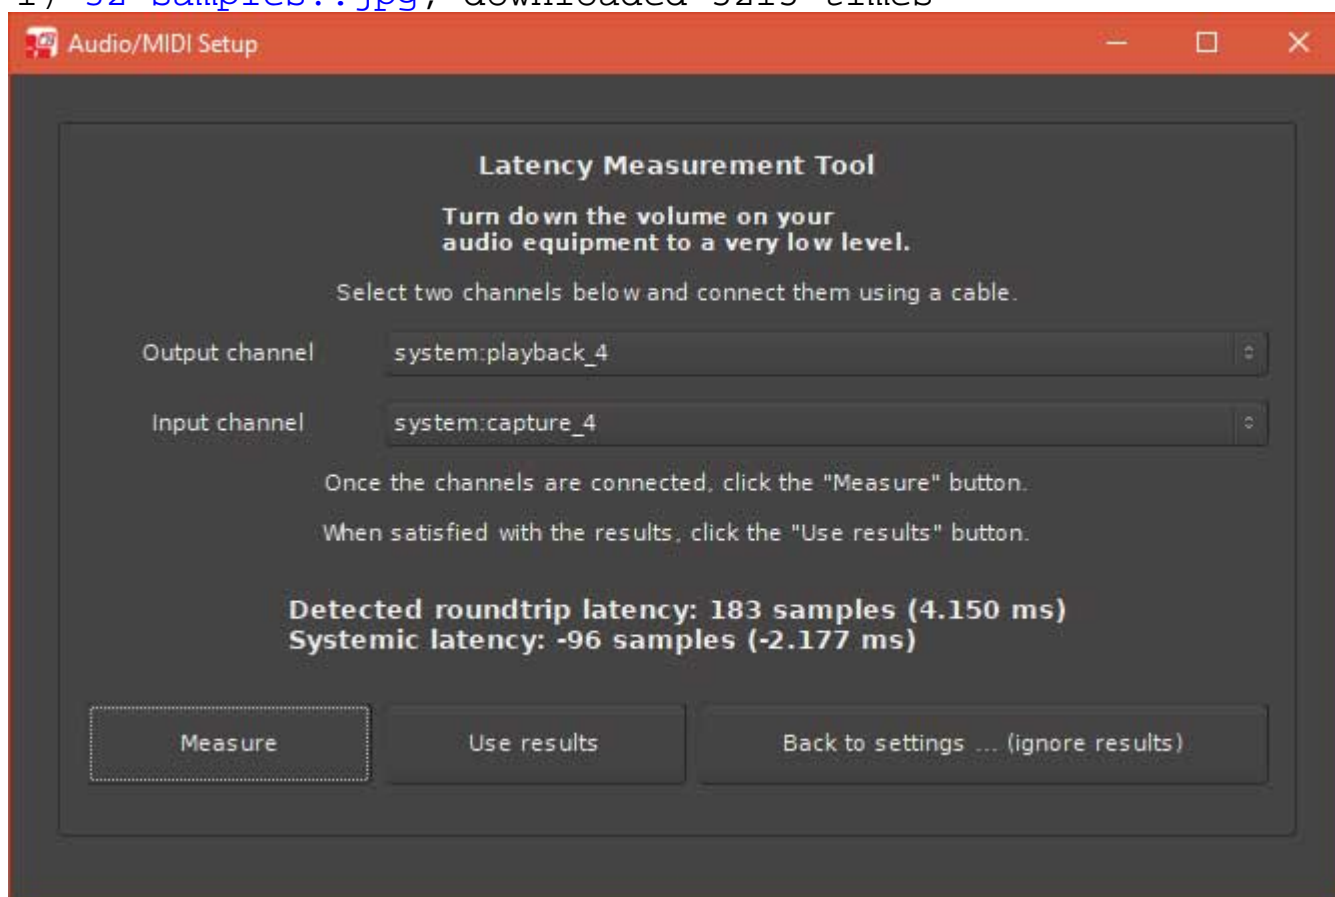 samples..jpg, downloaded times
Audio/MIDI Setup
Latency Measurement Tool
Turn down the volume on your
audio equipment to a very low level.
Select two channels below and connect them using a cable.
Output channel system:playback_4
Input channel system:capture_4
Once the channels are connected, click the "Measure" button.
When satisfied with the results, click the "Use results" button.
Detected roundtrip latency: 183 samples (4.150 ms)
Systemic latency: -96 samples (-2.177 ms)
Measure Use results Back to settings ... (ignore results)